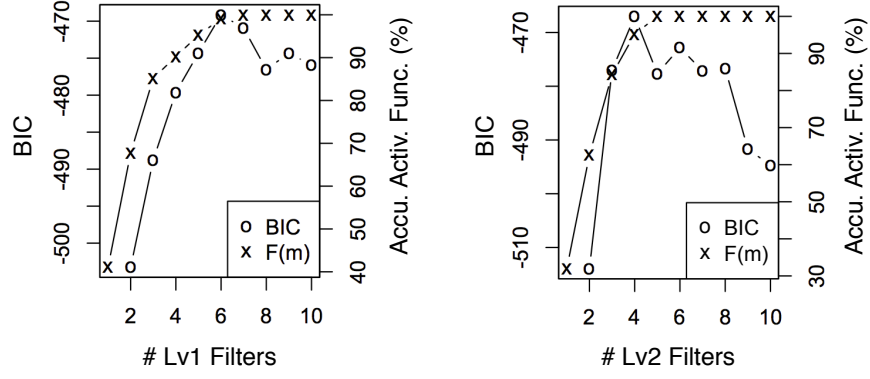 BIC
-470
-480
-490
-500
90
80
70
60
50
40
Accu. Activ. Func. (%)
o BIC
x F(m)
2 4 6 8 10
# Lv1 Filters
BIC
-470
-490
-510
90
70
50
30
Accu. Activ. Func. (%)
o BIC
x F(m)
2 4 6 8 10
# Lv2 Filters